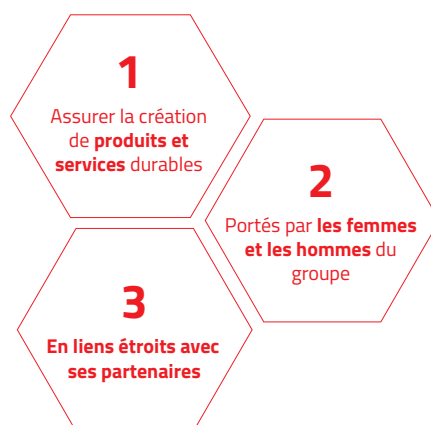 1
Assurer la création
de produits et
services durables
2
Portés par les femmes
et les hommes du
groupe
3
En liens étroits avec
ses partenaires